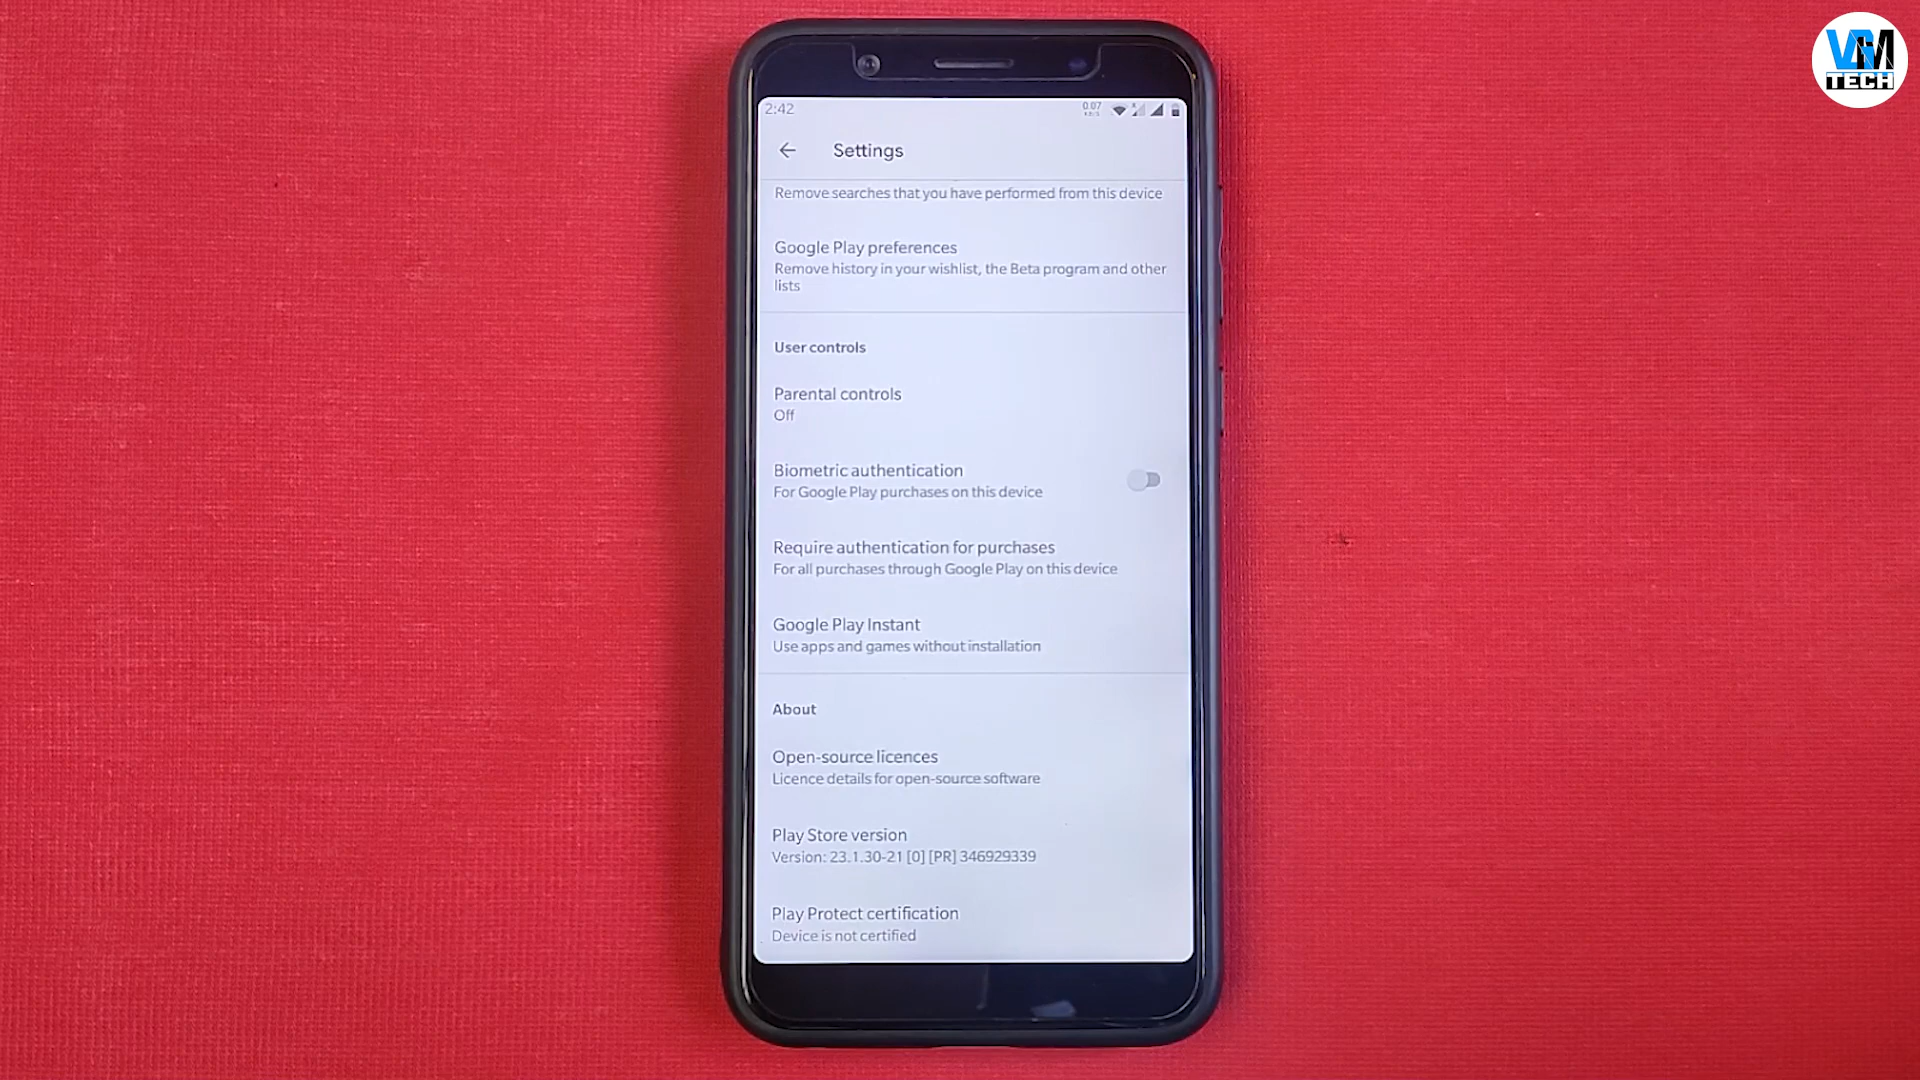 VGM
TECH
2:42
0.07
Settings
Remove searches that you have performed from this device
Google Play preferences
Remove history in your wishlist, the Beta program and other
lists
User controls
Parental controls
Off
Biometric authentication
For Google Play purchases on this device
Require authentication for purchases
For all purchases through Google Play on this device
Google Play Instant
Use apps and games without installation
About
Open-source licences
Licence details for open-source software
Play Store version
Version: 23.1.30-21 [0] [PR] 346929339
Play Protect certification
Device is not certified